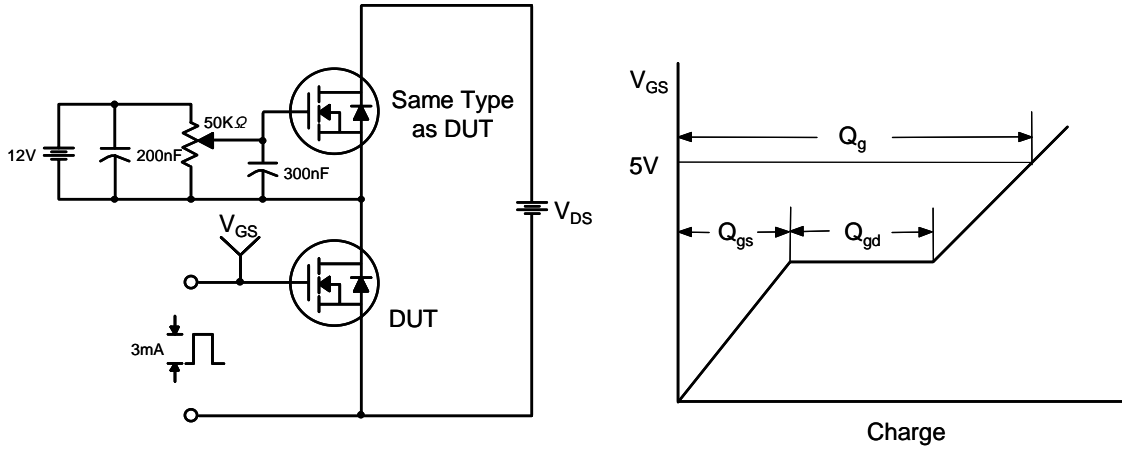 12V
200nF
50KΩ
300nF
Same Type
as DUT
V_GS
DUT
3mA
V_DS
V_GS
5V
Q_g
Q_gs
Q_gd
Charge